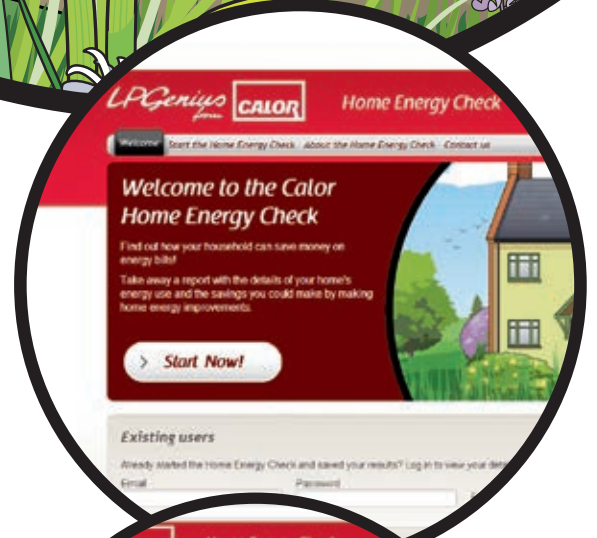 LPGenius
from
CALOR
Home Energy Check
Welcome Start the Home Energy Check About the Home Energy Check Contact us
Welcome to the Calor
Home Energy Check
Find out how your household can save money on
energy bills!
Take away a report with the details of your home's
energy use and the savings you could make by making
home energy improvements.
> Start Now!
Existing users
Already started the Home Energy Check and saved your results? Log in to view your
Email Password